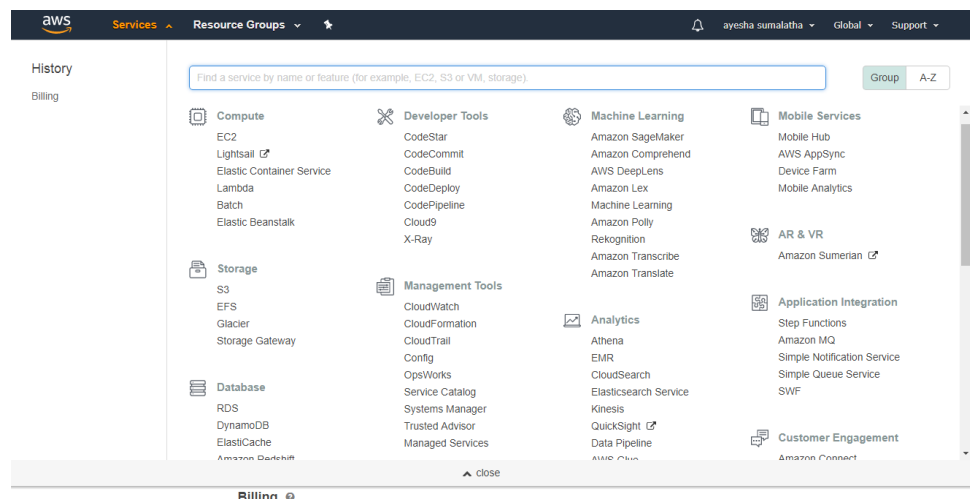 aws
Services
Resource Groups
ayesha sumalatha
Global
Support
History
Billing
Find a service by name or feature (for example, EC2, S3 or VM, storage).
Group
A-Z
Compute
EC2
Lightsail
Elastic Container Service
Lambda
Batch
Elastic Beanstalk
Storage
S3
EFS
Glacier
Storage Gateway
Database
RDS
DynamoDB
ElastiCache
Amazon Redshift
Developer Tools
CodeStar
CodeCommit
CodeBuild
CodeDeploy
CodePipeline
Cloud9
X-Ray
Management Tools
CloudWatch
CloudFormation
CloudTrail
Config
OpsWorks
Service Catalog
Systems Manager
Trusted Advisor
Managed Services
Machine Learning
Amazon SageMaker
Amazon Comprehend
AWS DeepLens
Amazon Lex
Machine Learning
Amazon Polly
Rekognition
Amazon Transcribe
Amazon Translate
Analytics
Athena
EMR
CloudSearch
Elasticsearch Service
Kinesis
QuickSight
Data Pipeline
AWS Glue
Mobile Services
Mobile Hub
AWS AppSync
Device Farm
Mobile Analytics
AR & VR
Amazon Sumerian
Application Integration
Step Functions
Amazon MQ
Simple Notification Service
Simple Queue Service
SWF
Customer Engagement
Amazon Connect
close
Billing